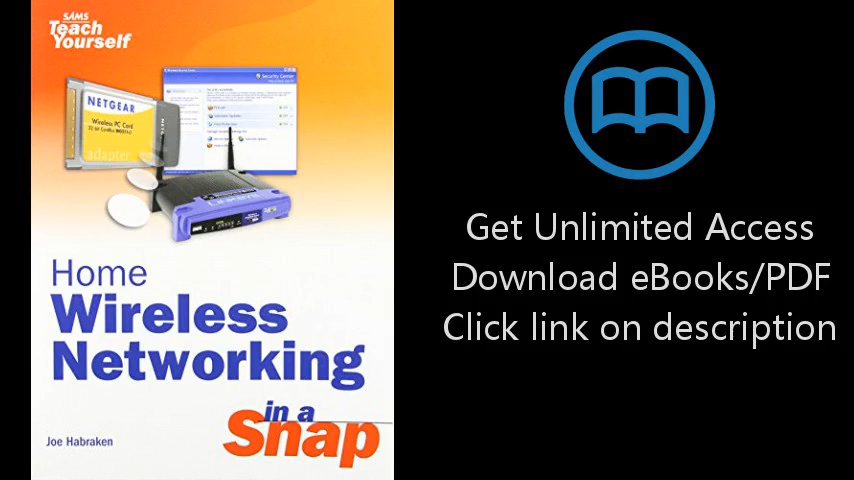 SAMS
Teach
Yourself
NETGEAR
Wireless PC Card
Security Center
adapter
Home
Wireless
Networking
in a
Snap
Joe Habraken
Get Unlimited Access
Download eBooks/PDF
Click link on description